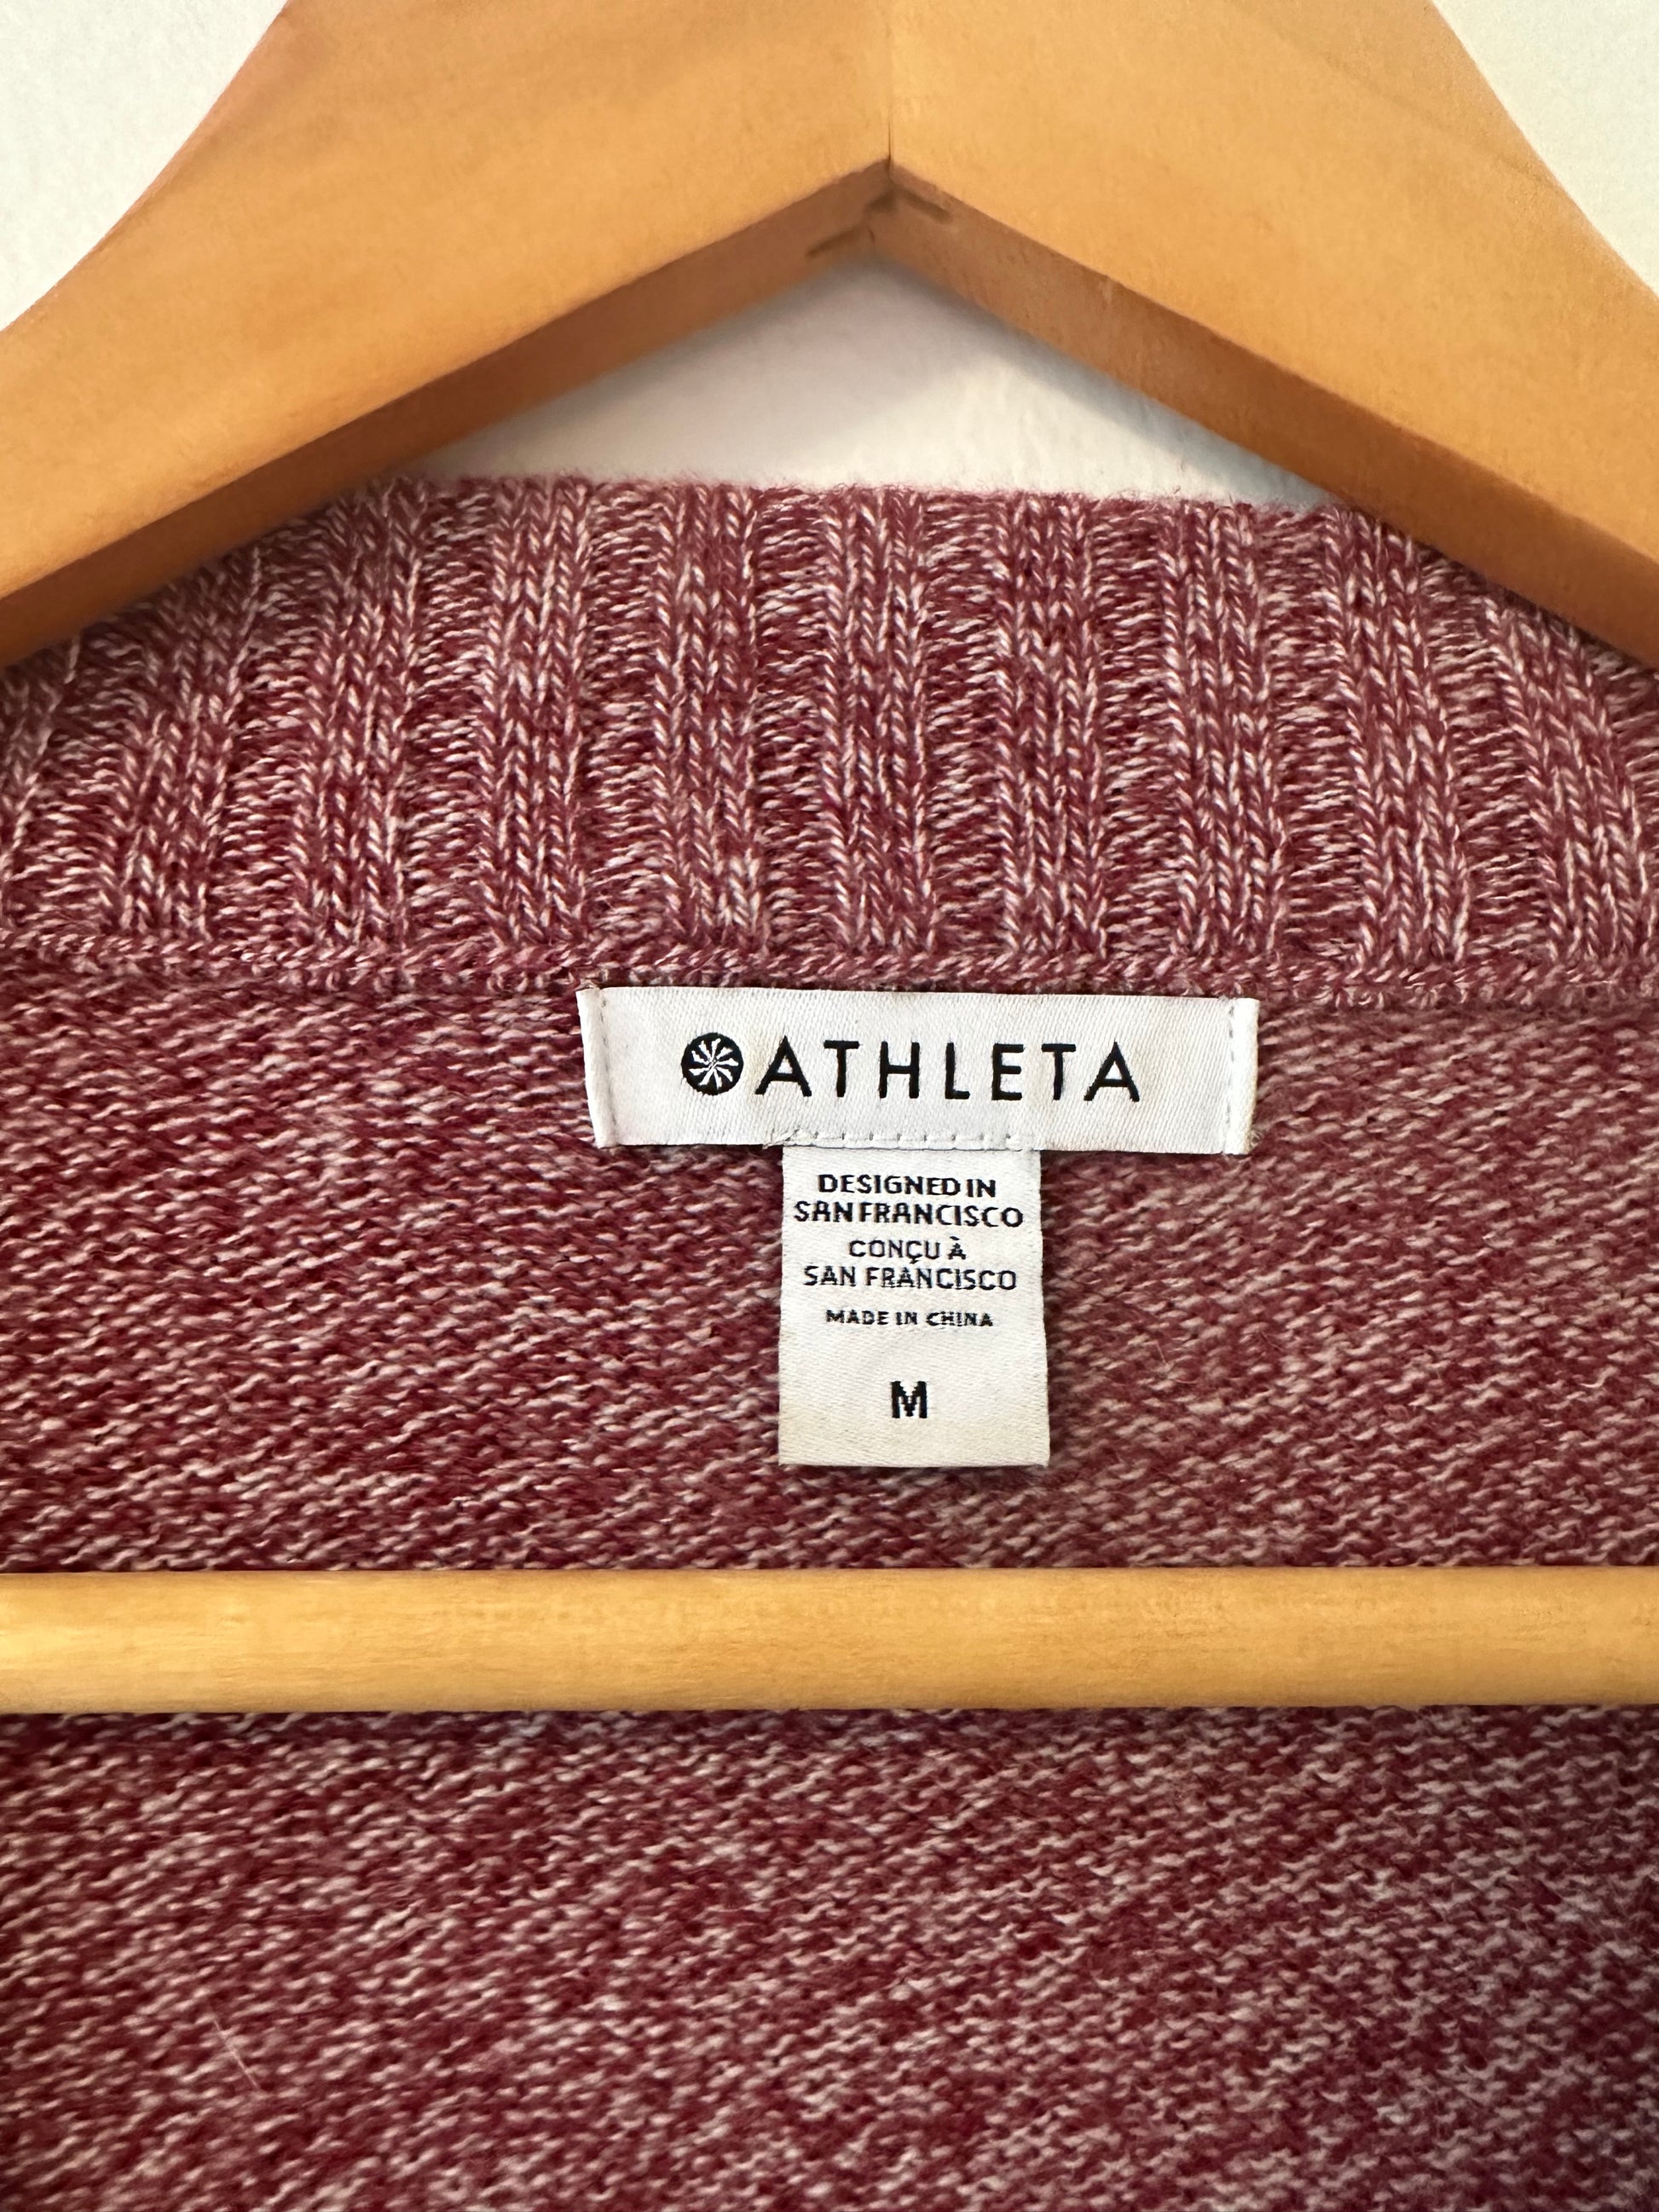 ATHLETA
DESIGNED IN
SAN FRANCISCO
CONÇU À
SAN FRANCISCO
MADE IN CHINA
M